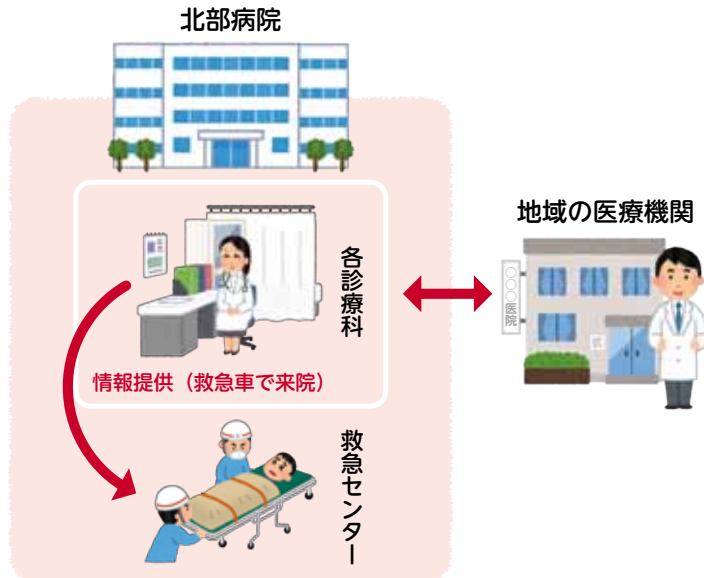 北部病院
地域の医療機関
各診療科
○○○医院
情報提供（救急車で来院）
救急センター